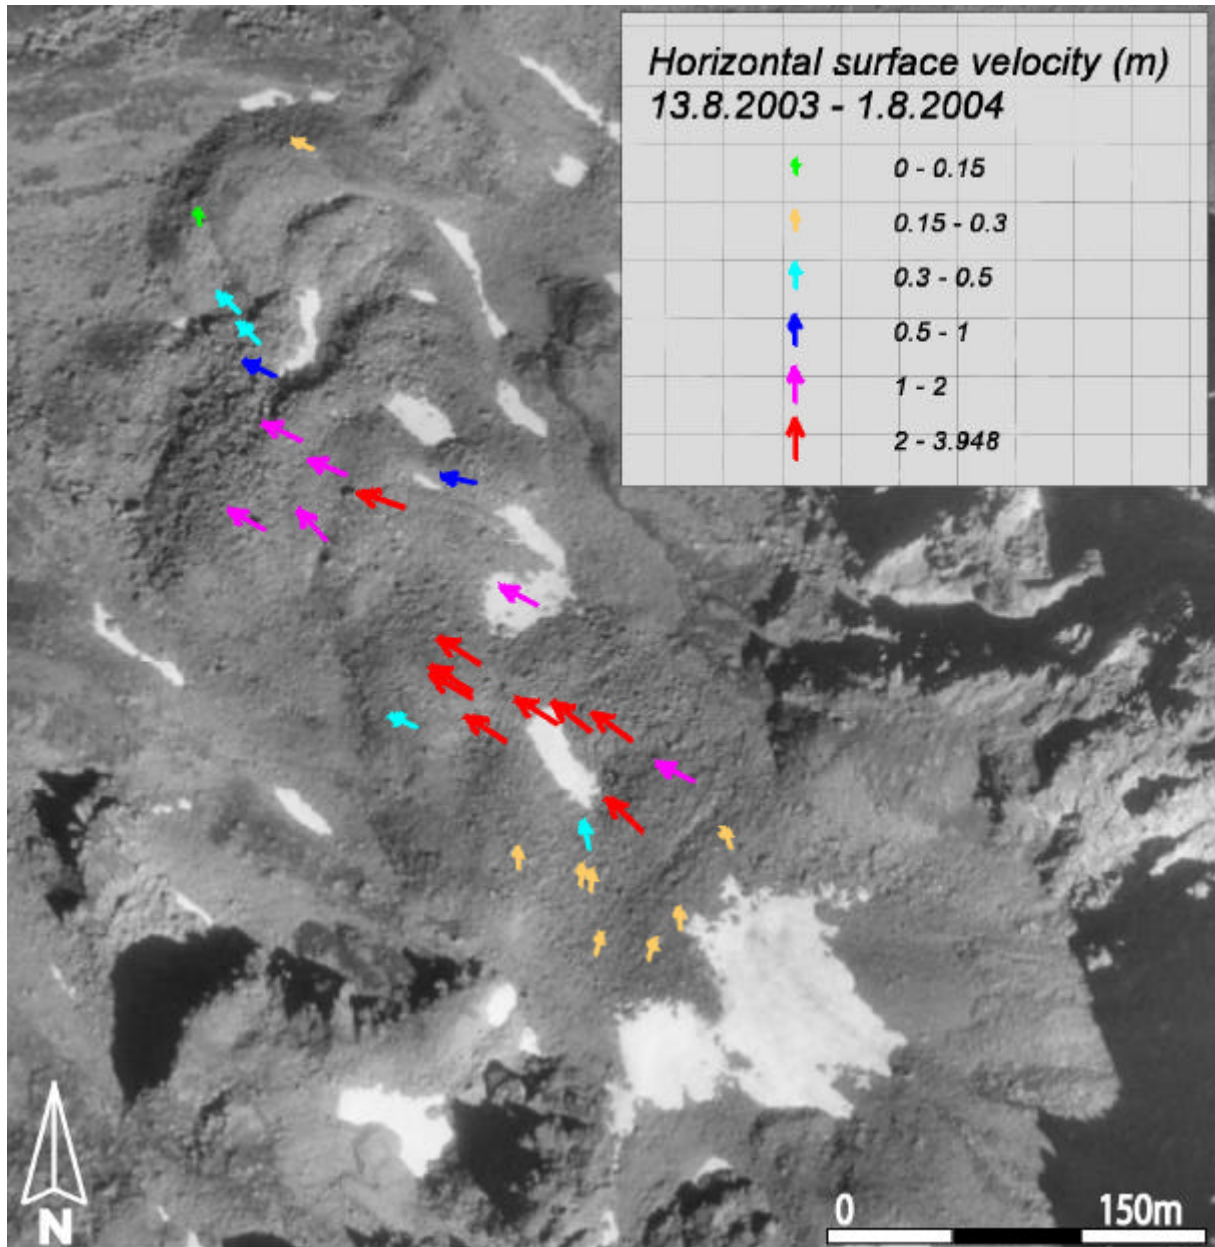 Horizontal surface velocity (m)
13.8.2003 - 1.8.2004
0 - 0.15
0.15 - 0.3
0.3 - 0.5
0.5 - 1
1 - 2
2 - 3.948
N
0 150m